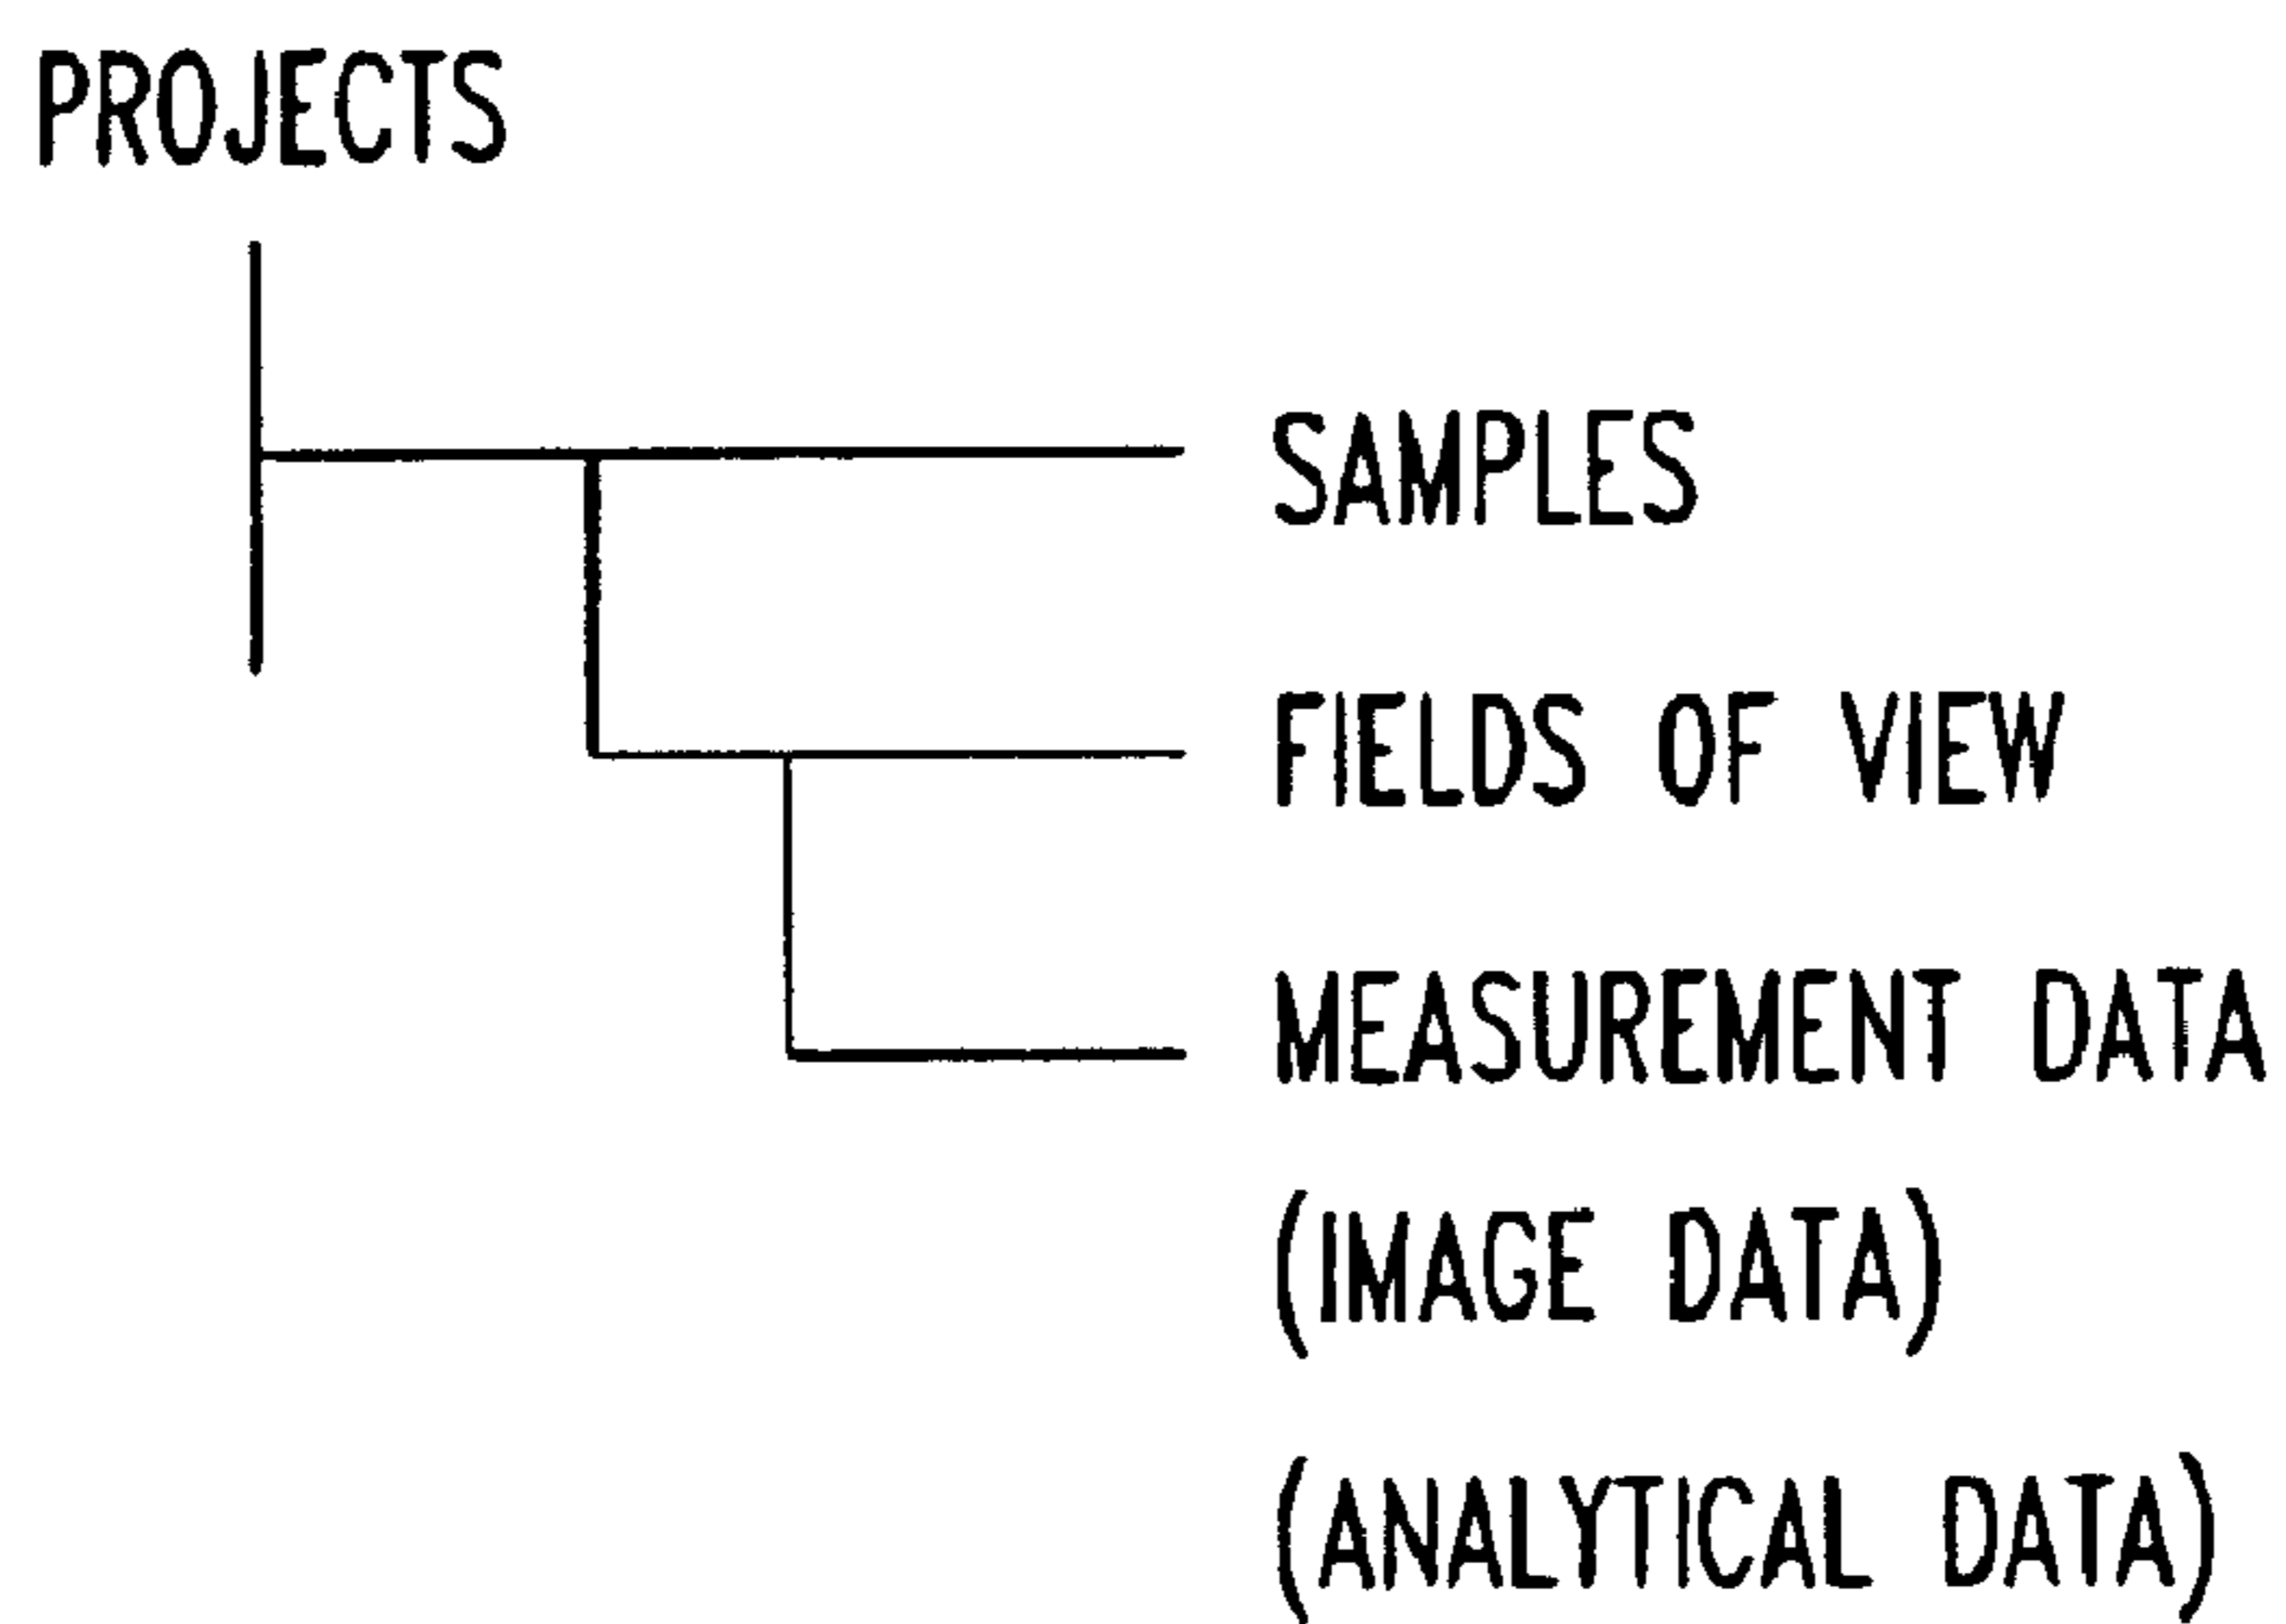 PROJECTS
SAMPLES
FIELDS OF VIEW
MEASUREMENT DATA
(IMAGE DATA)
(ANALYTICAL DATA)